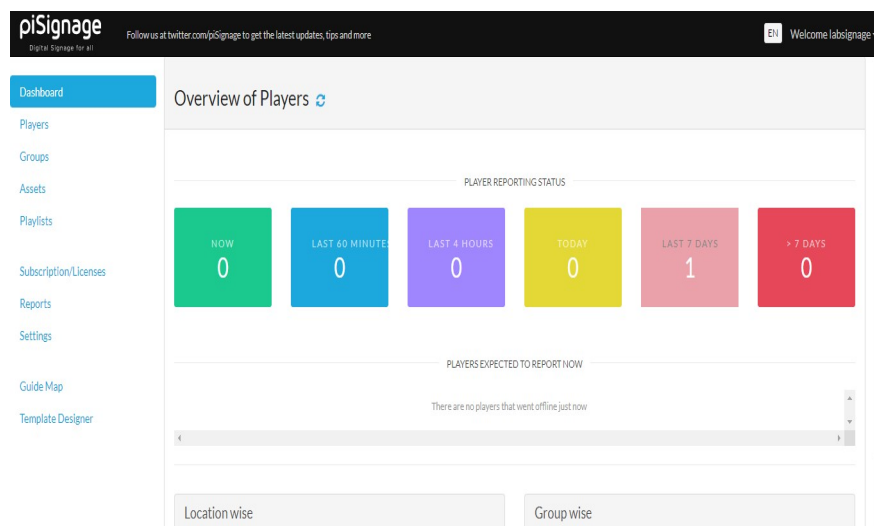 piSignage
Digital Signage for all
Follow us at twitter.com/piSignage to get the latest updates, tips and more
EN
Welcome labsignage
Dashboard
Players
Groups
Assets
Playlists
Subscription/Licenses
Reports
Settings
Guide Map
Template Designer
Overview of Players
PLAYER REPORTING STATUS
NOW
0
LAST 60 MINUTES
0
LAST 4 HOURS
0
TODAY
0
LAST 7 DAYS
1
> 7 DAYS
0
PLAYERS EXPECTED TO REPORT NOW
There are no players that went offline just now
Location wise
Group wise